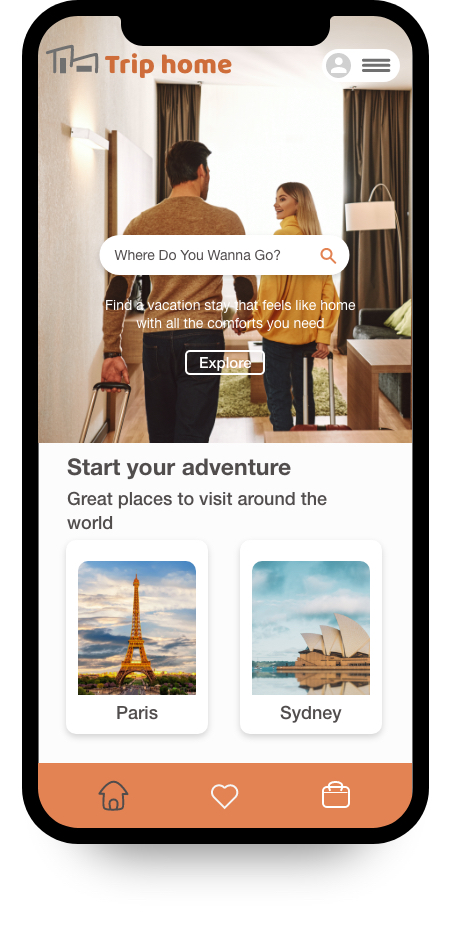 Trip home
Where Do You Wanna Go?
Find a vacation stay that feels like home
with all the comforts you need
Explore
Start your adventure
Great places to visit around the
world
Paris
Sydney